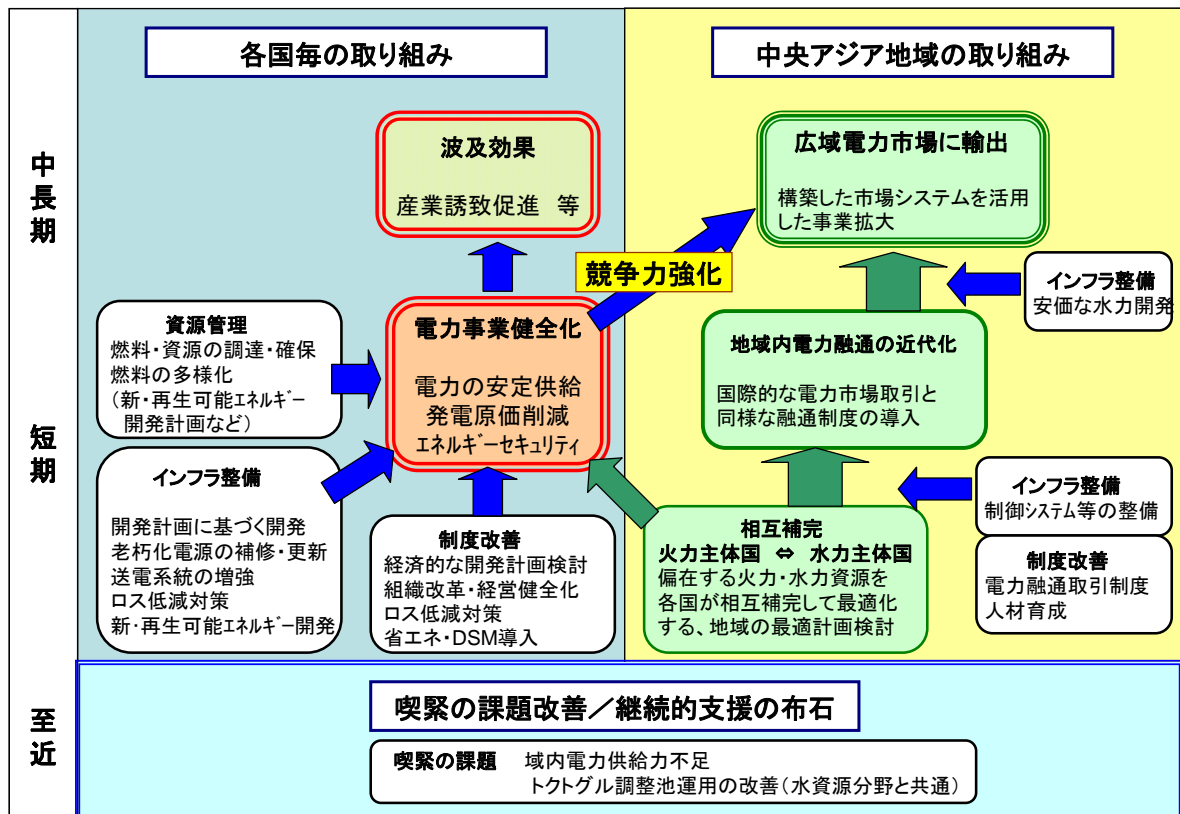 各国毎の取り組み
中央アジア地域の取り組み
中長期
波及効果
産業誘致促進 等
広域電力市場に輸出
構築した市場システムを活用
した事業拡大
競争力強化
インフラ整備
安価な水力開発
短期
資源管理
燃料・資源の調達・確保
燃料の多様化
(新・再生可能エネルギー
開発計画など)
電力事業健全化
電力の安定供給
発電原価削減
エネルギーセキュリティ
地域内電力融通の近代化
国際的な電力市場取引と
同様な融通制度の導入
インフラ整備
開発計画に基づく開発
老朽化電源の補修・更新
送電系統の増強
ロス低減対策
新・再生可能エネルギー開発
制度改善
経済的な開発計画検討
組織改革・経営健全化
ロス低減対策
省エネ・DSM導入
相互補完
火力主体国 ⇔ 水力主体国
偏在する火力・水力資源を
各国が相互補完して最適化
する、地域の最適計画検討
インフラ整備
制御システム等の整備
制度改善
電力融通取引制度
人材育成
至近
喫緊の課題改善／継続的支援の布石
喫緊の課題 域内電力供給力不足
トクトグル調整池運用の改善(水資源分野と共通)